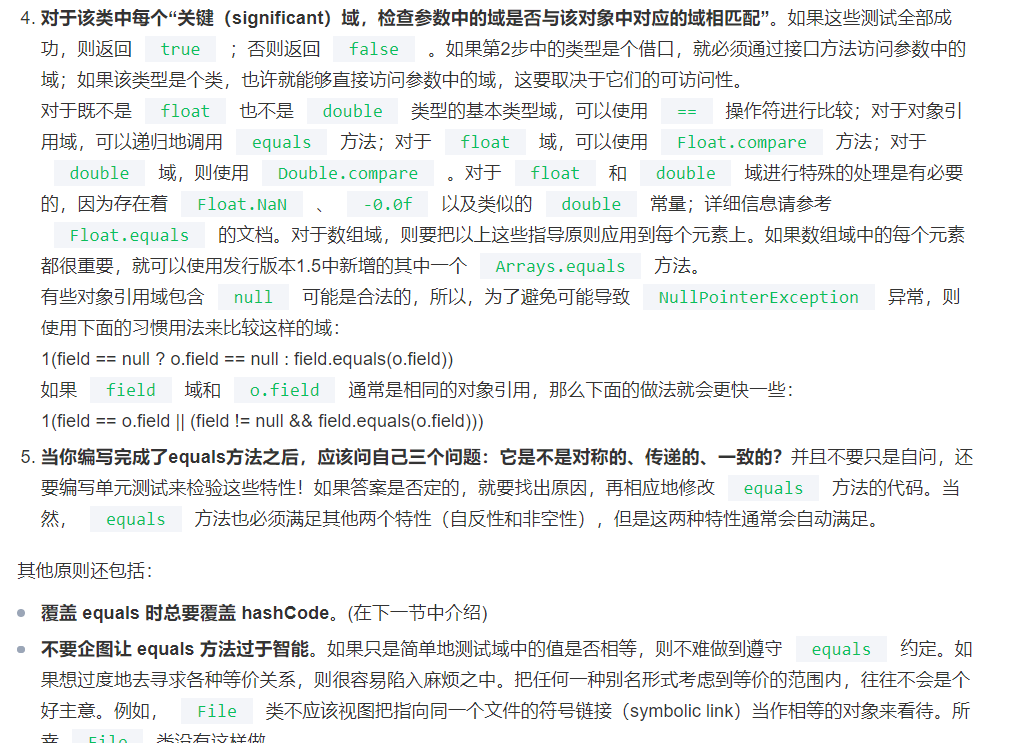 4. 对于该类中每个“关键（significant）域，检查参数中的域是否与该对象中对应的域相匹配”。如果这些测试全部成
功，则返回 true ；否则返回 false 。如果第2步中的类型是个借口，就必须通过接口方法访问参数中的
域；如果该类型是个类，也许就能够直接访问参数中的域，这要取决于它们的可访问性。
对于既不是 float 也不是 double 类型的基本类型域，可以使用 == 操作符进行比较；对于对象引
用域，可以递归地调用 equals 方法；对于 float 域，可以使用 Float.compare 方法；对于
double 域，则使用 Double.compare 。对于 float 和 double 域进行特殊的处理是有必要
的，因为存在着 Float.NaN 、 -0.0f 以及类似的 double 常量；详细信息请参考
Float.equals 的文档。对于数组域，则要把以上这些指导原则应用到每个元素上。如果数组域中的每个元素
都很重要，就可以使用发行版本1.5中新增的其中一个 Arrays.equals 方法。
有些对象引用域包含 null 可能是合法的，所以，为了避免可能导致 NullPointerException 异常，则
使用下面的习惯用法来比较这样的域：
1(field == null ? o.field == null : field.equals(o.field))
如果 field 域和 o.field 通常是相同的对象引用，那么下面的做法就会更快一些：
1(field == o.field || (field != null && field.equals(o.field)))
5. 当你编写完成了equals方法之后，应该问自己三个问题：它是不是对称的、传递的、一致的？并且不要只是自问，还
要编写单元测试来检验这些特性！如果答案是否定的，就要找出原因，再相应地修改 equals 方法的代码。当
然， equals 方法也必须满足其他两个特性（自反性和非空性），但是这两种特性通常会自动满足。
其他原则还包括：
覆盖 equals 时总要覆盖 hashCode。(在下一节中介绍)
不要企图让 equals 方法过于智能。如果只是简单地测试域中的值是否相等，则不难做到遵守 equals 约定。如
果想过度地去寻求各种等价关系，则很容易陷入麻烦之中。把任何一种别名形式考虑到等价的范围内，往往不会是个
好主意。例如， File 类不应该视图把指向同一个文件的符号链接（symbolic link）当作相等的对象来看待。所
幸 File 类没有这样做